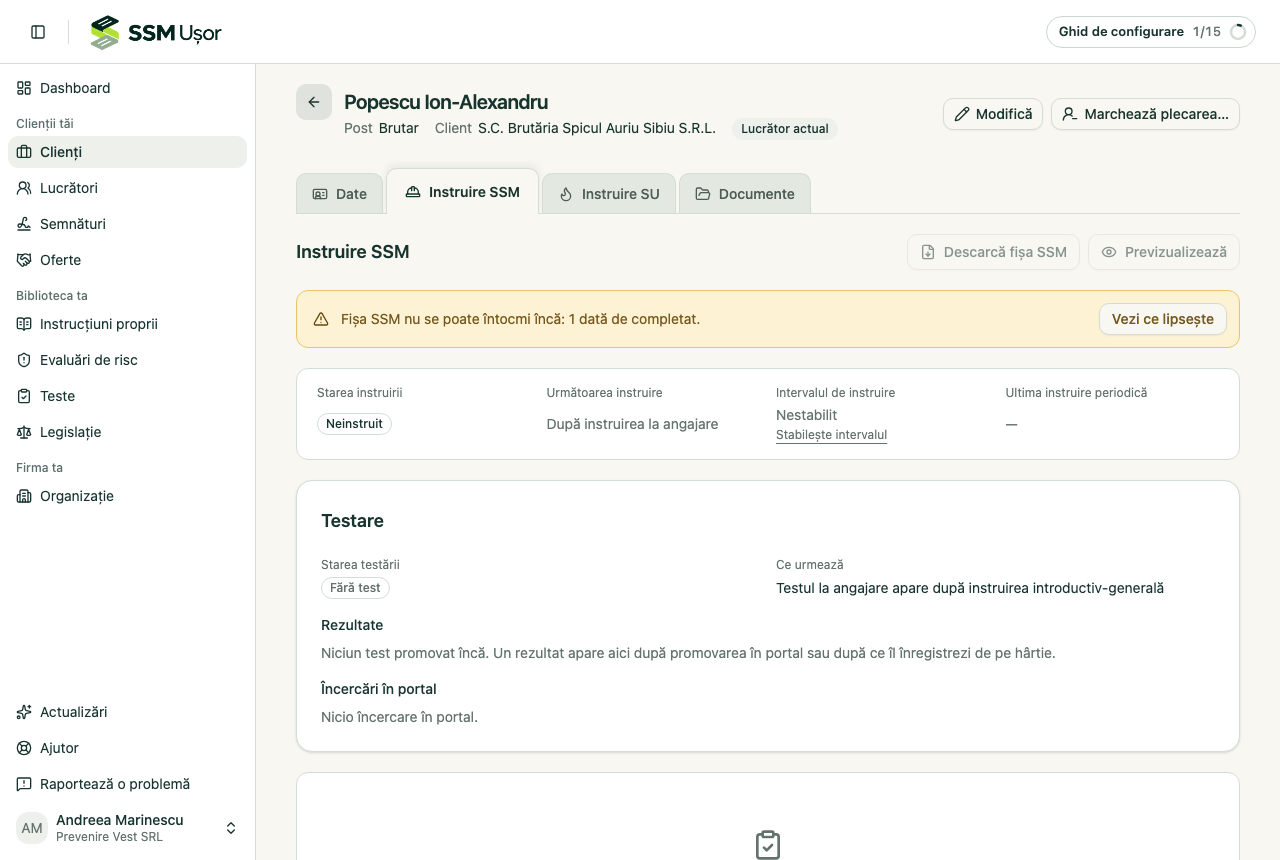 SSM Ușor
Ghid de configurare 1/15
Dashboard
Clienții tăi
Clienți
Lucrători
Semnături
Oferte
Biblioteca ta
Instrucțiuni proprii
Evaluări de risc
Teste
Legislație
Firma ta
Organizație
Actualizări
Ajutor
Raportează o problemă
AM
Andreea Marinescu
Prevenire Vest SRL
Popescu Ion-Alexandru
Post Brutar Client S.C. Brutăria Spicul Auriu Sibiu S.R.L. Lucrător actual
Modifică
Marchează plecarea...
Date
Instruire SSM
Instruire SU
Documente
Instruire SSM
Descarcă fișa SSM
Previzualizează
Fișa SSM nu se poate întocmi încă: 1 dată de completat.
Vezi ce lipsește
Starea instruirii
Neinstruit
Următoarea instruire
După instruirea la angajare
Intervalul de instruire
Nestabilit
Stabilește intervalul
Ultima instruire periodică
—
Testare
Starea testării
Fără test
Ce urmează
Testul la angajare apare după instruirea introductiv-generală
Rezultate
Niciun test promovat încă. Un rezultat apare aici după promovarea în portal sau după ce îl înregistrezi de pe hârtie.
Încercări în portal
Nicio încercare în portal.